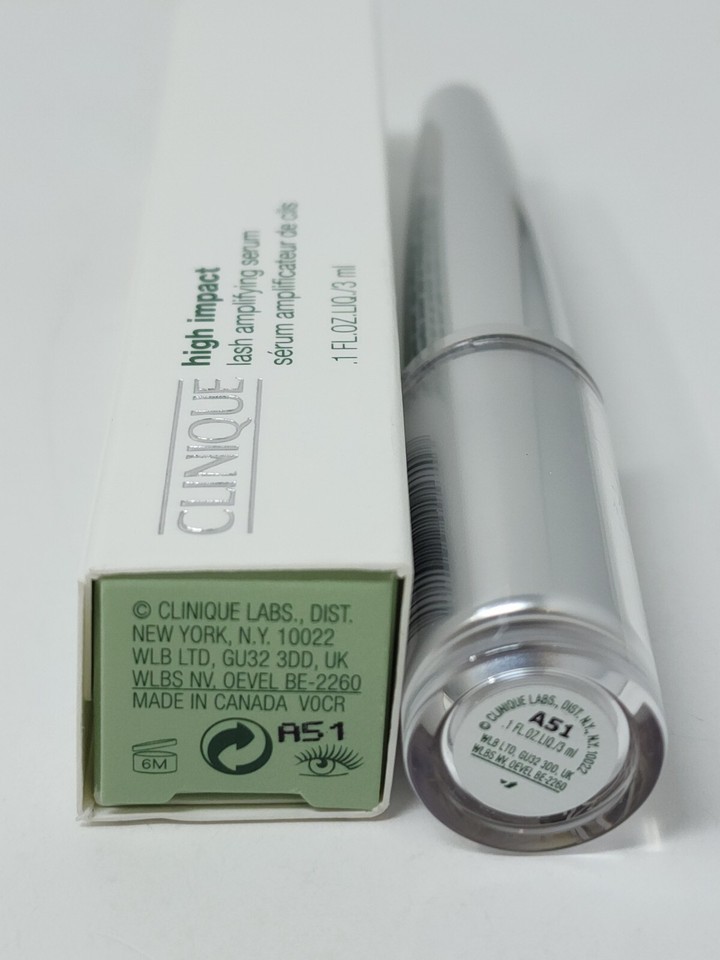 CLINIQUE
high impact
lash amplifying serum
sérum amplificateur de cils
.1 FL.OZ.LIQ./3 ml
© CLINIQUE LABS., DIST.
NEW YORK, N.Y. 10022
WLB LTD, GU32 3DD, UK
WLBS NV. OEVEL BE-2260
MADE IN CANADA VOCR
A51
6M
© CLINIQUE LABS., DIST. N.Y., N.Y. 10022
A51
.1 FL.OZ.LIQ./3 ml
WLB LTD, GU32 3DD, UK
WLBS NV. OEVEL BE-2260